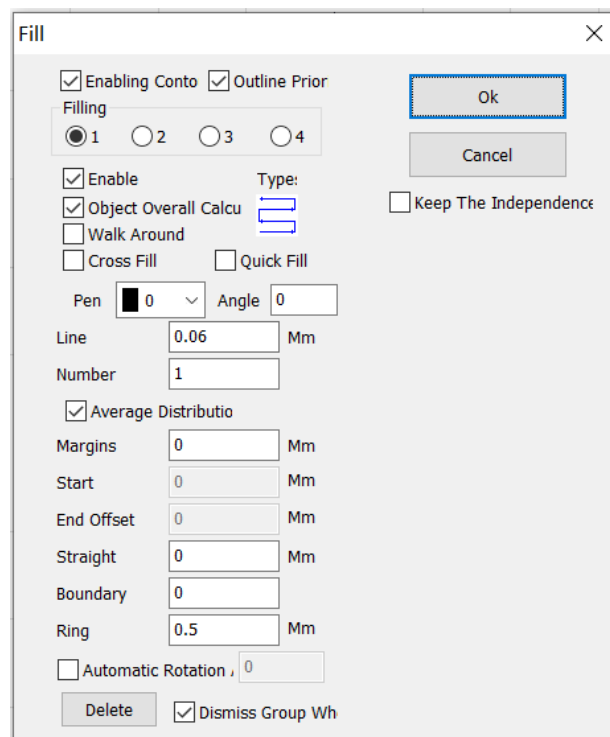 Fill
Enabling Conto Outline Prior
Ok
Filling
1 2 3 4
Cancel
Enable Type:
Object Overall Calcu
Keep The Independence
Walk Around
Cross Fill Quick Fill
Pen 0 Angle 0
Line 0.06 Mm
Number 1
Average Distributio
Margins 0 Mm
Start 0 Mm
End Offset 0 Mm
Straight 0 Mm
Boundary 0
Ring 0.5 Mm
Automatic Rotation 0
Delete Dismiss Group Wh